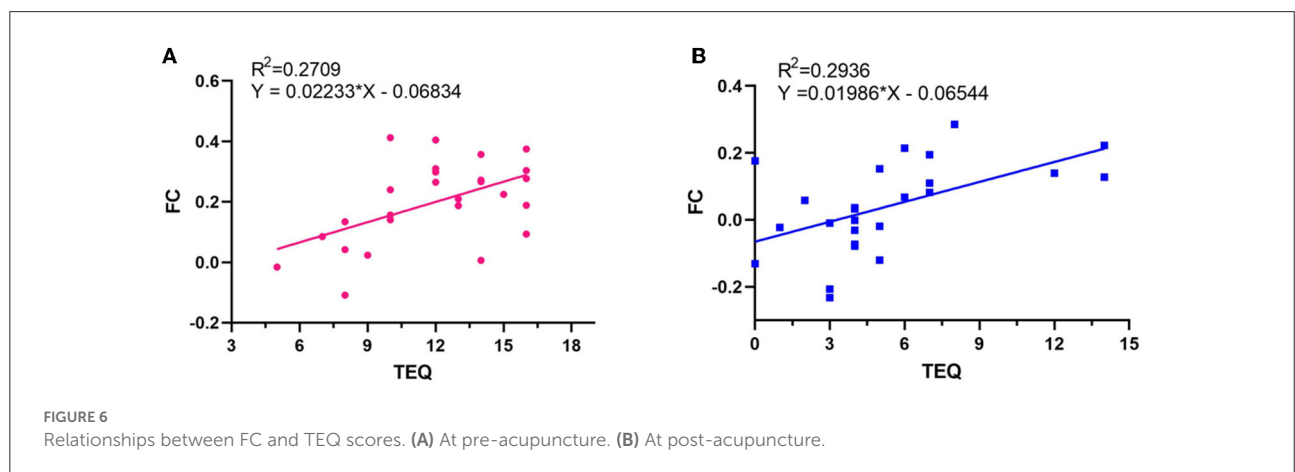 A
R²=0.2709
Y = 0.02233*X - 0.06834
0.6
0.4
0.2
0.0
-0.2
FC
3 6 9 12 15 18
TEQ
B
R²=0.2936
Y =0.01986*X - 0.06544
0.4
0.2
0.0
-0.2
FC
0 3 6 9 12 15
TEQ
FIGURE 6
Relationships between FC and TEQ scores. (A) At pre-acupuncture. (B) At post-acupuncture.